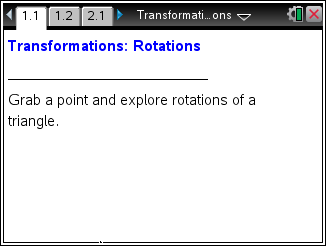 1.1 1.2 2.1 Transformati...ons
Transformations: Rotations
Grab a point and explore rotations of a
triangle.